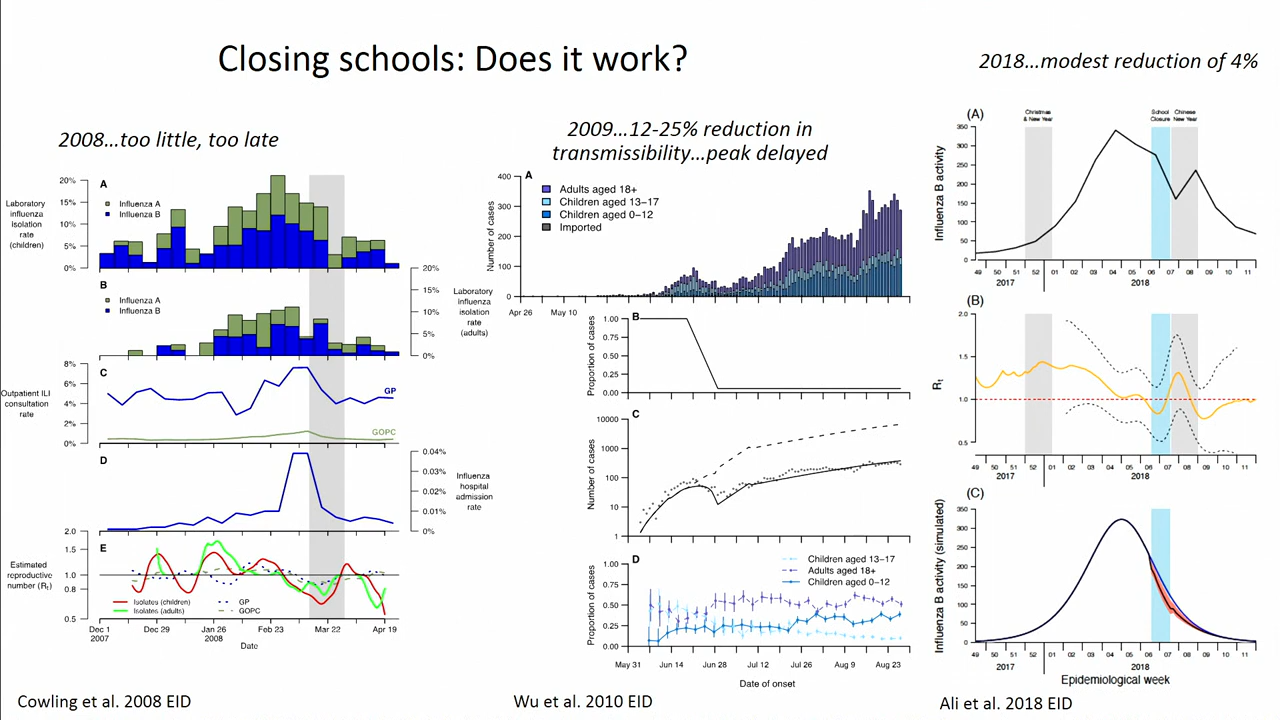 Closing schools: Does it work?
2018...modest reduction of 4%
2008...too little, too late
2009...12-25% reduction in
transmissibility...peak delayed
Laboratory
influenza
isolation
rate
(children)
20%
15%
10%
5%
0%
A
Influenza A
Influenza B
20%
15%
10%
5%
0%
B
Influenza A
Influenza B
Laboratory
influenza
isolation
rate
(adults)
Outpatient ILI
consultation
rate
8%
6%
4%
2%
0%
C
GP
GOPC
D
0.04%
0.03%
0.02%
0.01%
0%
Influenza
hospital
admission
rate
Estimated
reproductive
number (Rt)
2.0
1.5
1.0
0.8
0.5
E
Isolates (children)
Isolates (adults)
GP
GOPC
Dec 1
2007
Dec 29
Jan 26
2008
Feb 23
Mar 22
Apr 19
Date
Cowling et al. 2008 EID
A
Number of cases
400
300
200
100
0
Adults aged 18+
Children aged 13–17
Children aged 0–12
Imported
Apr 26
May 10
B
Proportion of cases
1.00
0.75
0.50
0.25
0.00
C
Number of cases
10000
1000
100
10
1
D
Proportion of cases
1.00
0.75
0.50
0.25
0.00
Children aged 13–17
Adults aged 18+
Children aged 0–12
May 31
Jun 14
Jun 28
Jul 12
Jul 26
Aug 9
Aug 23
Date of onset
Wu et al. 2010 EID
(A)
Christmas
& New Year
School
Closure
Chinese
New Year
Influenza B activity
350
300
250
200
150
100
50
0
49 50 51 52 01 02 03 04 05 06 07 08 09 10 11
2017 2018
(B)
Rt
2.0
1.5
1.0
0.5
49 50 51 52 01 02 03 04 05 06 07 08 09 10 11
2017 2018
(C)
Influenza B activity (simulated)
350
300
250
200
150
100
50
0
49 50 51 52 01 02 03 04 05 06 07 08 09 10 11
2017 2018
Epidemiological week
Ali et al. 2018 EID